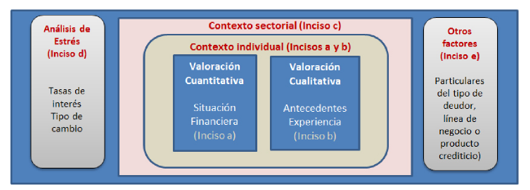 Análisis de
Estrés
(Inciso d)
Tasas de
interés
Tipo de
cambio
Contexto sectorial (Inciso c)
Contexto individual (Incisos a y b)
Valoración
Cuantitativa
Situación
Financiera
(Inciso a)
Valoración
Cualitativa
Antecedentes
Experiencia
(Inciso b)
Otros
factores
(Inciso e)
Particulares
del tipo de
deudor,
línea de
negocio o
producto
crediticio)